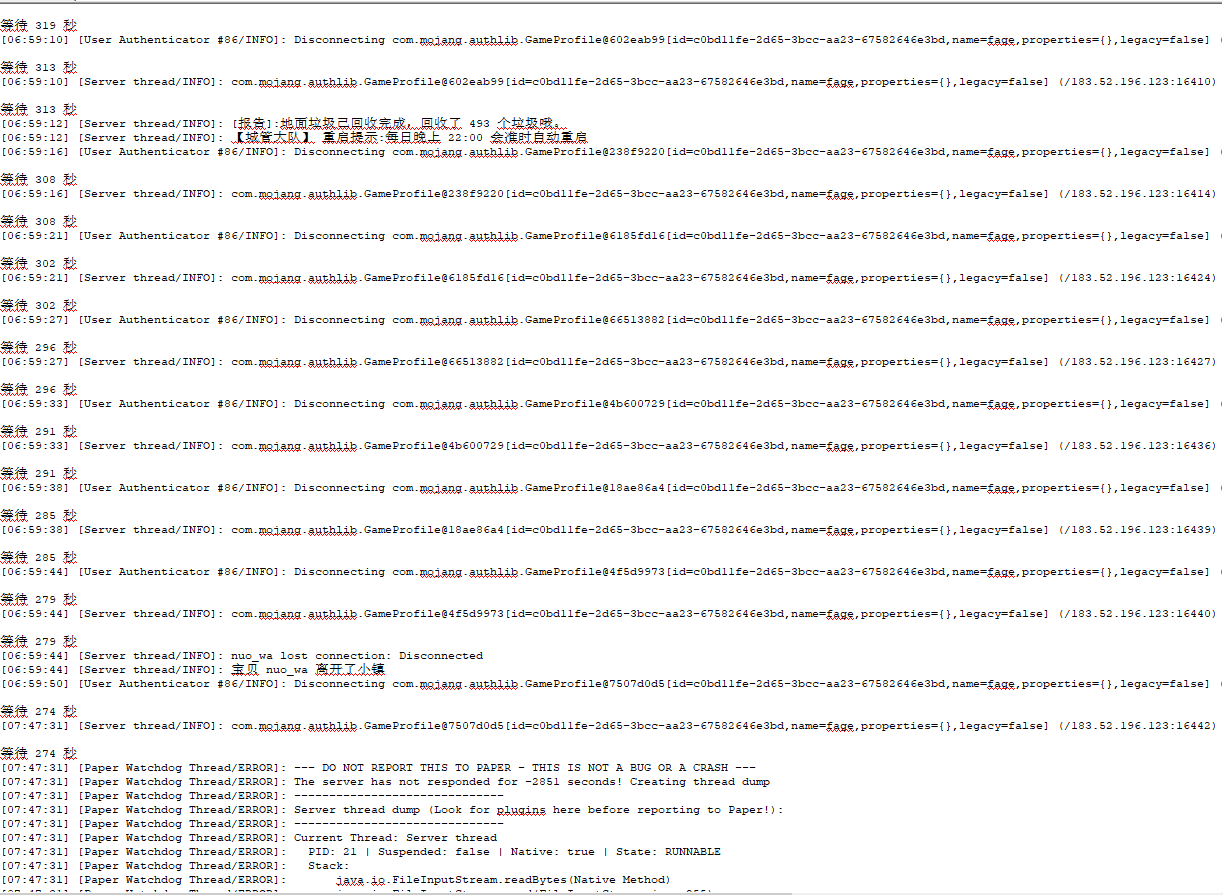 等待 319 秒
[06:59:10] [User Authenticator #86/INFO]: Disconnecting com.mojang.authlib.GameProfile@602eab99[id=c0bd11fe-2d65-3bcc-aa23-67582646e3bd,name=fage,properties={},legacy=false] (
等待 313 秒
[06:59:10] [Server thread/INFO]: com.mojang.authlib.GameProfile@602eab99[id=c0bd11fe-2d65-3bcc-aa23-67582646e3bd,name=fage,properties={},legacy=false] (/183.52.196.123:16410)
等待 313 秒
[06:59:12] [Server thread/INFO]: [报告]:地面垃圾已回收完成, 回收了 493 个垃圾哦。
[06:59:12] [Server thread/INFO]: 【城管大队】 重启提示:每日晚上 22:00 会准时自动重启
[06:59:16] [User Authenticator #86/INFO]: Disconnecting com.mojang.authlib.GameProfile@238f9220[id=c0bd11fe-2d65-3bcc-aa23-67582646e3bd,name=fage,properties={},legacy=false] (
等待 308 秒
[06:59:16] [Server thread/INFO]: com.mojang.authlib.GameProfile@238f9220[id=c0bd11fe-2d65-3bcc-aa23-67582646e3bd,name=fage,properties={},legacy=false] (/183.52.196.123:16414)
等待 308 秒
[06:59:21] [User Authenticator #86/INFO]: Disconnecting com.mojang.authlib.GameProfile@6185fd16[id=c0bd11fe-2d65-3bcc-aa23-67582646e3bd,name=fage,properties={},legacy=false] (
等待 302 秒
[06:59:21] [Server thread/INFO]: com.mojang.authlib.GameProfile@6185fd16[id=c0bd11fe-2d65-3bcc-aa23-67582646e3bd,name=fage,properties={},legacy=false] (/183.52.196.123:16424)
等待 302 秒
[06:59:27] [User Authenticator #86/INFO]: Disconnecting com.mojang.authlib.GameProfile@66513882[id=c0bd11fe-2d65-3bcc-aa23-67582646e3bd,name=fage,properties={},legacy=false] (
等待 296 秒
[06:59:27] [Server thread/INFO]: com.mojang.authlib.GameProfile@66513882[id=c0bd11fe-2d65-3bcc-aa23-67582646e3bd,name=fage,properties={},legacy=false] (/183.52.196.123:16427)
等待 296 秒
[06:59:33] [User Authenticator #86/INFO]: Disconnecting com.mojang.authlib.GameProfile@4b600729[id=c0bd11fe-2d65-3bcc-aa23-67582646e3bd,name=fage,properties={},legacy=false] (
等待 291 秒
[06:59:33] [Server thread/INFO]: com.mojang.authlib.GameProfile@4b600729[id=c0bd11fe-2d65-3bcc-aa23-67582646e3bd,name=fage,properties={},legacy=false] (/183.52.196.123:16436)
等待 291 秒
[06:59:38] [User Authenticator #86/INFO]: Disconnecting com.mojang.authlib.GameProfile@18ae86a4[id=c0bd11fe-2d65-3bcc-aa23-67582646e3bd,name=fage,properties={},legacy=false] (
等待 285 秒
[06:59:38] [Server thread/INFO]: com.mojang.authlib.GameProfile@18ae86a4[id=c0bd11fe-2d65-3bcc-aa23-67582646e3bd,name=fage,properties={},legacy=false] (/183.52.196.123:16439)
等待 285 秒
[06:59:44] [User Authenticator #86/INFO]: Disconnecting com.mojang.authlib.GameProfile@4f5d9973[id=c0bd11fe-2d65-3bcc-aa23-67582646e3bd,name=fage,properties={},legacy=false] (
等待 279 秒
[06:59:44] [Server thread/INFO]: com.mojang.authlib.GameProfile@4f5d9973[id=c0bd11fe-2d65-3bcc-aa23-67582646e3bd,name=fage,properties={},legacy=false] (/183.52.196.123:16440)
等待 279 秒
[06:59:44] [Server thread/INFO]: nuo_wa lost connection: Disconnected
[06:59:44] [Server thread/INFO]: 宝贝 nuo_wa 离开了小镇
[06:59:50] [User Authenticator #86/INFO]: Disconnecting com.mojang.authlib.GameProfile@7507d0d5[id=c0bd11fe-2d65-3bcc-aa23-67582646e3bd,name=fage,properties={},legacy=false] (
等待 274 秒
[07:47:31] [Server thread/INFO]: com.mojang.authlib.GameProfile@7507d0d5[id=c0bd11fe-2d65-3bcc-aa23-67582646e3bd,name=fage,properties={},legacy=false] (/183.52.196.123:16442)
等待 274 秒
[07:47:31] [Paper Watchdog Thread/ERROR]: --- DO NOT REPORT THIS TO PAPER - THIS IS NOT A BUG OR A CRASH ---
[07:47:31] [Paper Watchdog Thread/ERROR]: The server has not responded for -2851 seconds! Creating thread dump
[07:47:31] [Paper Watchdog Thread/ERROR]: ------------------------------
[07:47:31] [Paper Watchdog Thread/ERROR]: Server thread dump (Look for plugins here before reporting to Paper!):
[07:47:31] [Paper Watchdog Thread/ERROR]: ------------------------------
[07:47:31] [Paper Watchdog Thread/ERROR]: Current Thread: Server thread
[07:47:31] [Paper Watchdog Thread/ERROR]: PID: 21 | Suspended: false | Native: true | State: RUNNABLE
[07:47:31] [Paper Watchdog Thread/ERROR]: Stack:
[07:47:31] [Paper Watchdog Thread/ERROR]: java.io.FileInputStream.readBytes(Native Method)